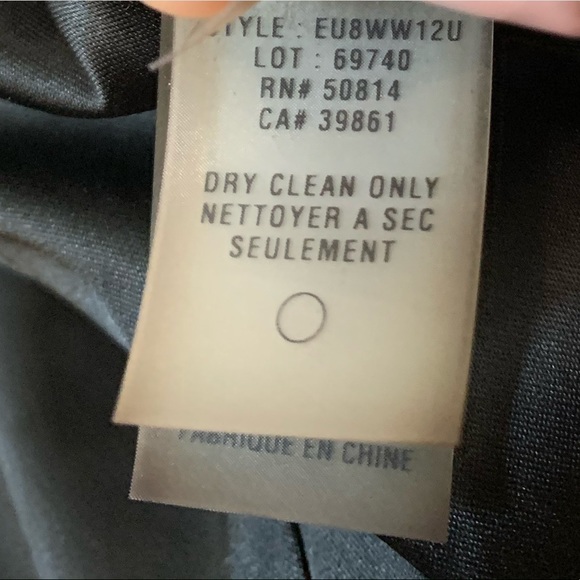 STYLE : EU8WW12U
LOT : 69740
RN# 50814
CA# 39861
DRY CLEAN ONLY
NETTOYER A SEC
SEULEMENT
FABRIQUE EN CHINE